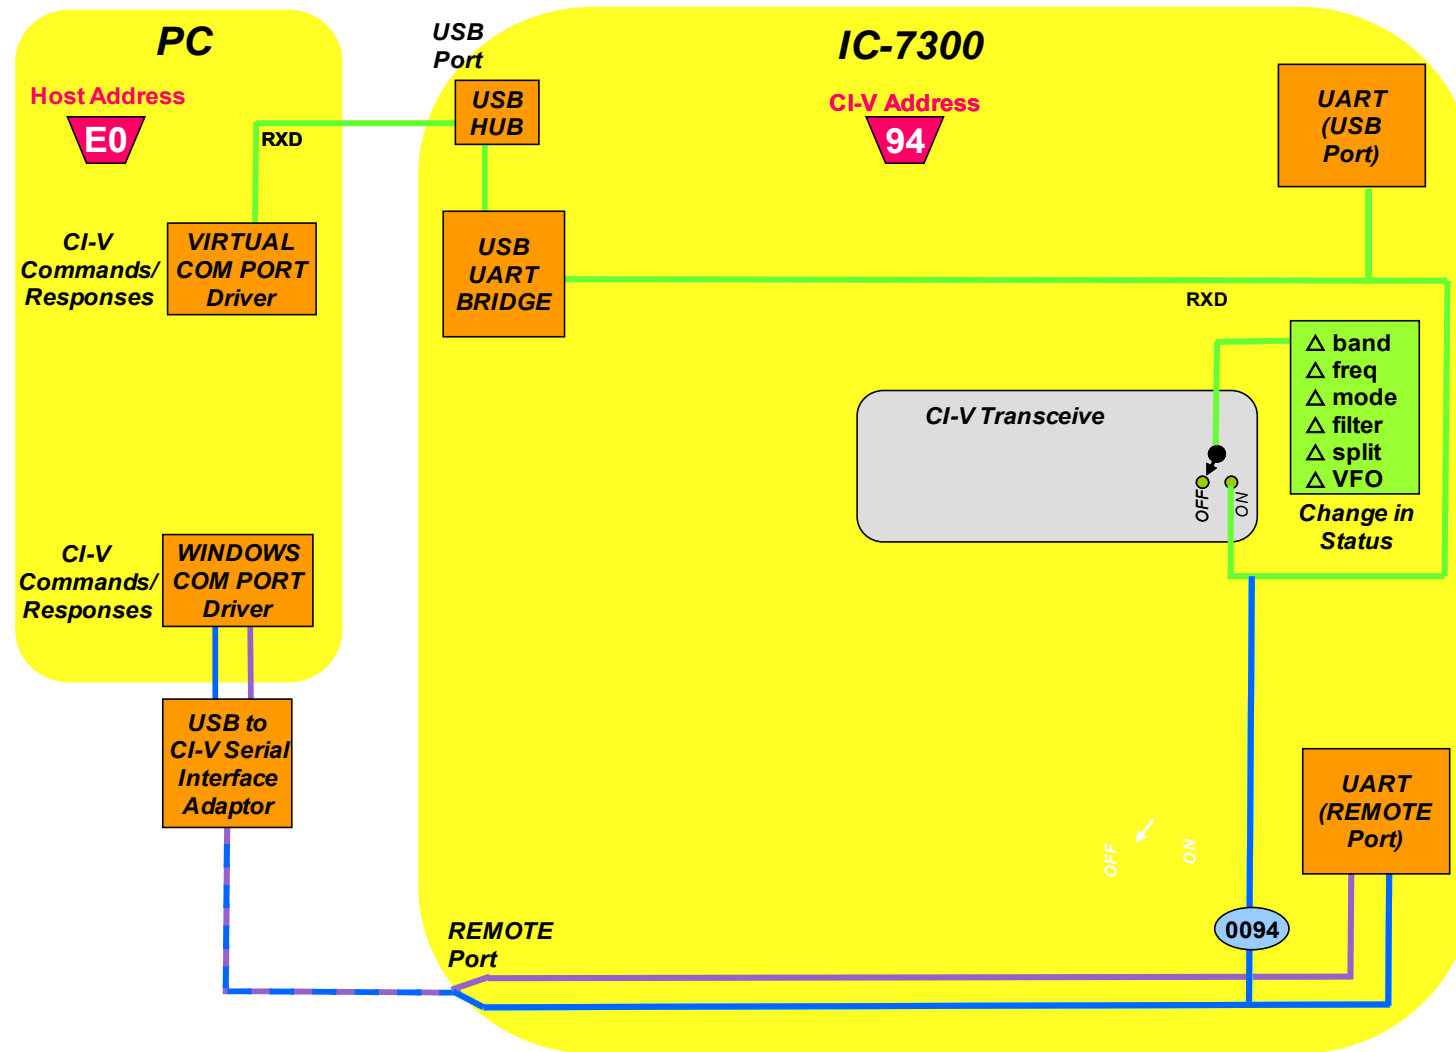 PC
Host Address
E0
RXD
CI-V
Commands/
Responses
VIRTUAL
COM PORT
Driver
CI-V
Commands/
Responses
WINDOWS
COM PORT
Driver
USB to
CI-V Serial
Interface
Adaptor
USB
Port
USB
HUB
USB
UART
BRIDGE
IC-7300
CI-V Address
94
UART
(USB
Port)
RXD
CI-V Transceive
OFF
ON
△ band
△ freq
△ mode
△ filter
△ split
△ VFO
Change in
Status
OFF
ON
UART
(REMOTE
Port)
0094
REMOTE
Port